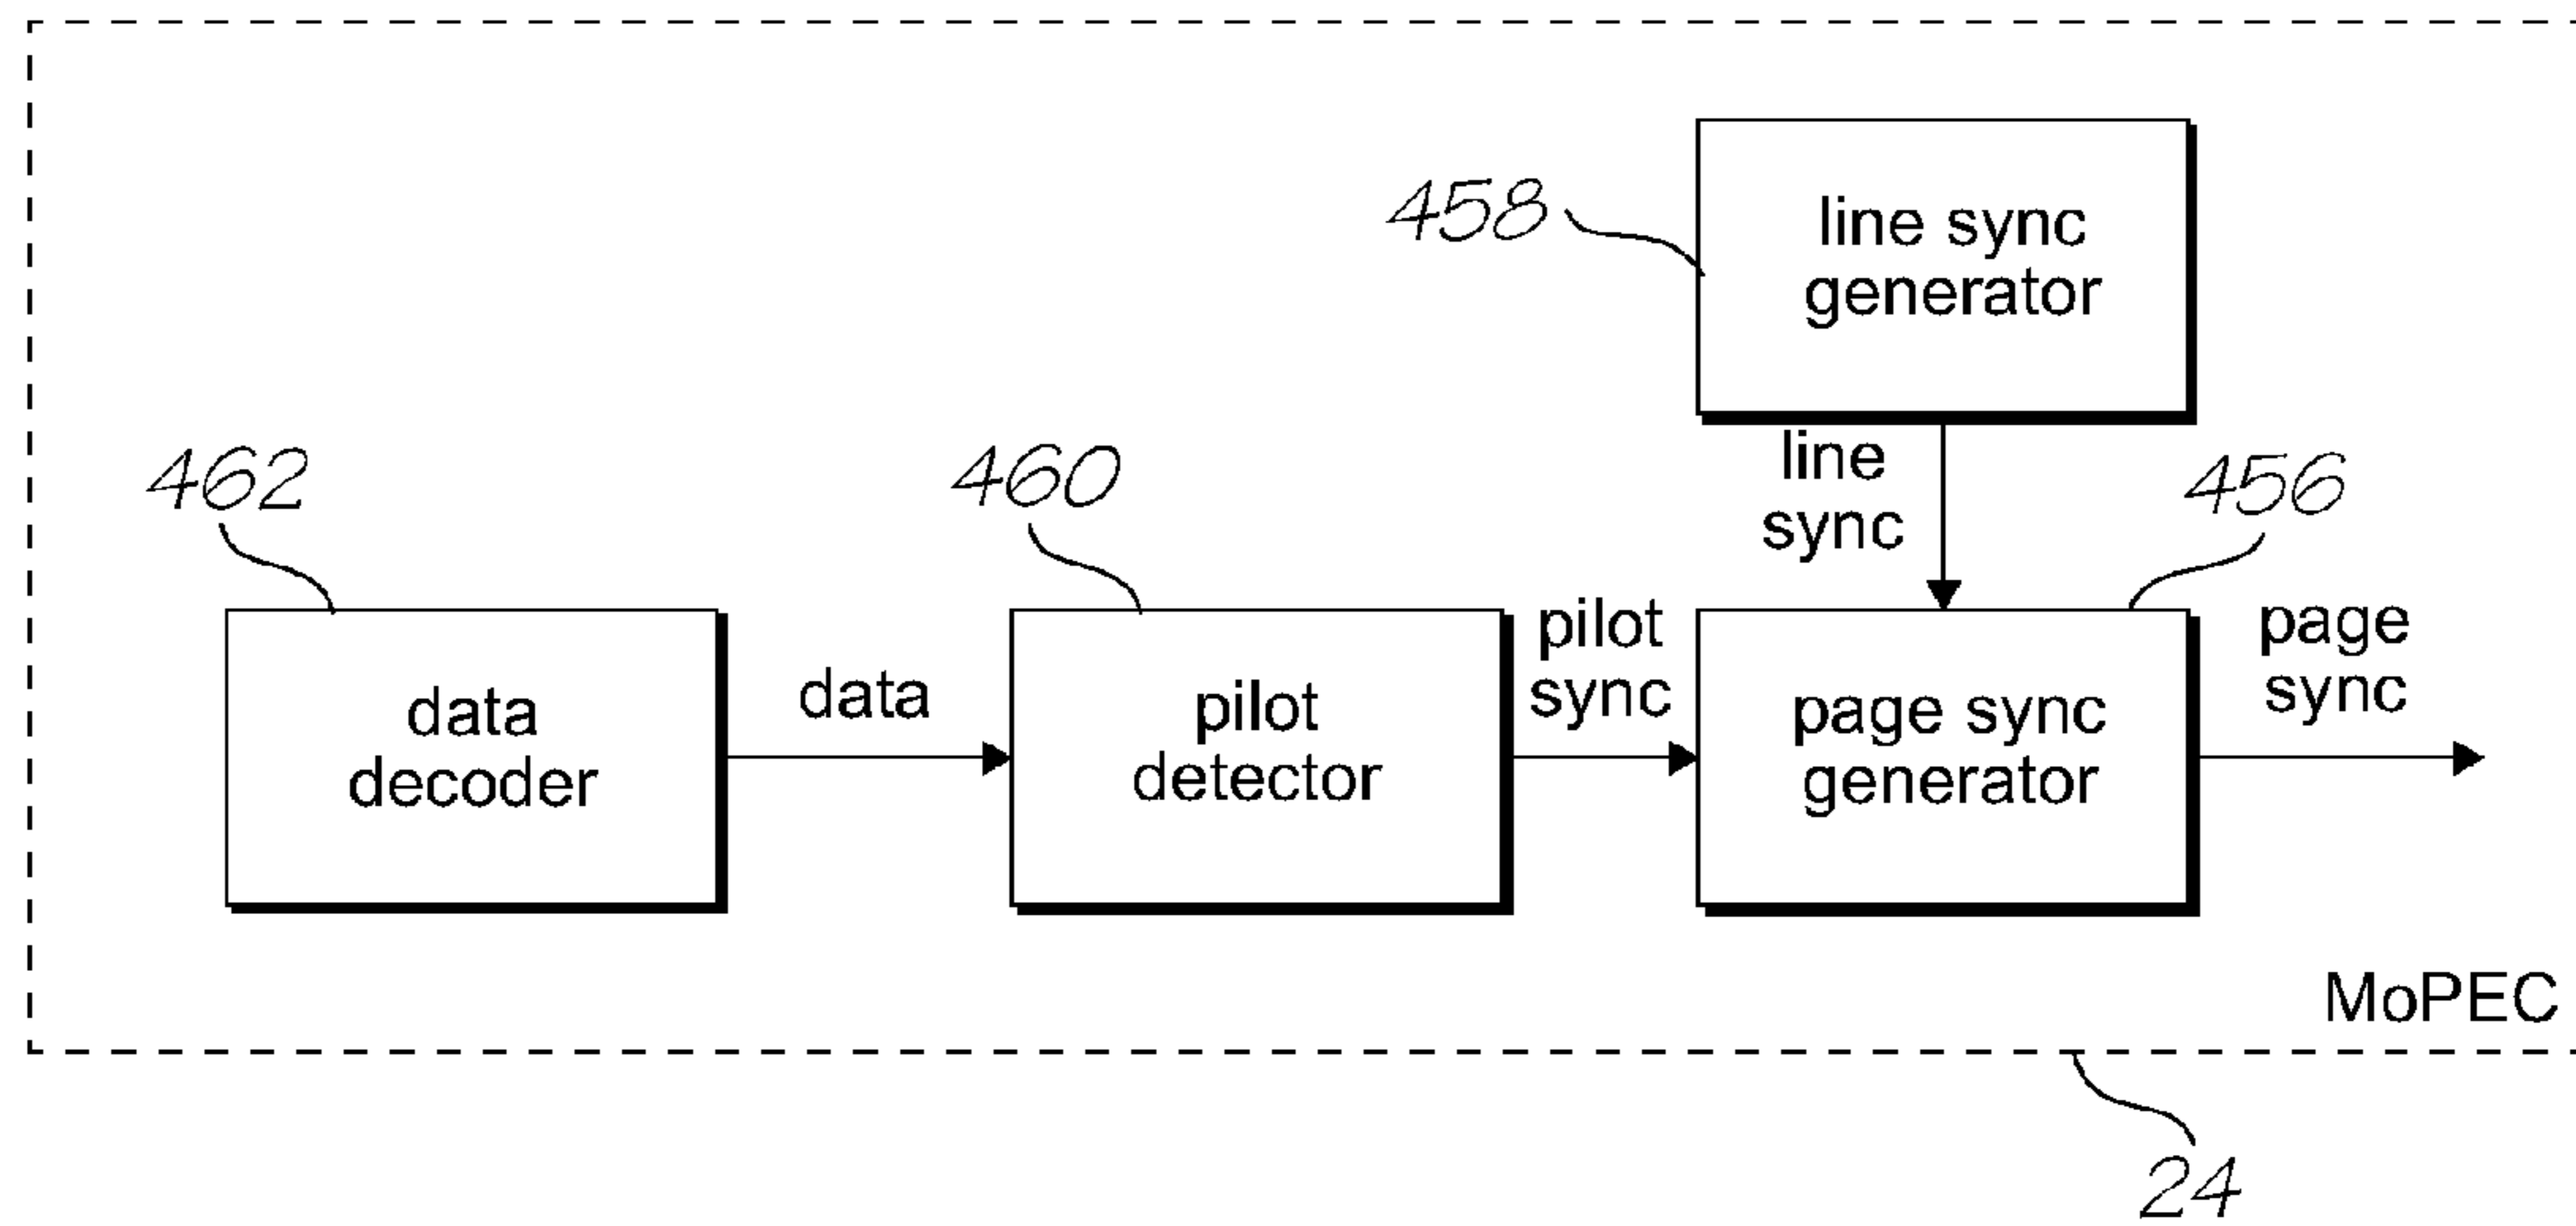 458
line sync
generator
line
sync
462
460
456
data
decoder
data
pilot
detector
pilot
sync
page sync
generator
page
sync
MoPEC
24